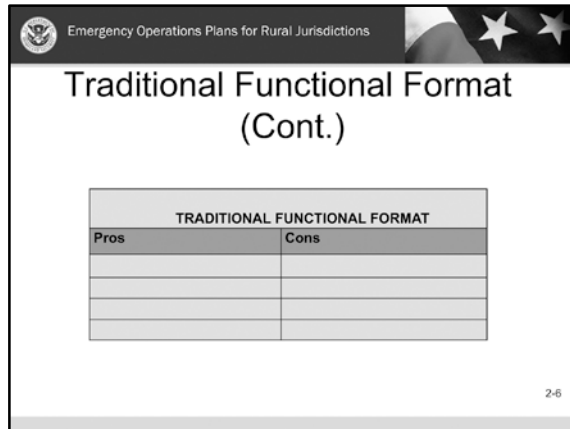 Emergency Operations Plans for Rural Jurisdictions
Traditional Functional Format
(Cont.)
TRADITIONAL FUNCTIONAL FORMAT
Pros Cons
2-6